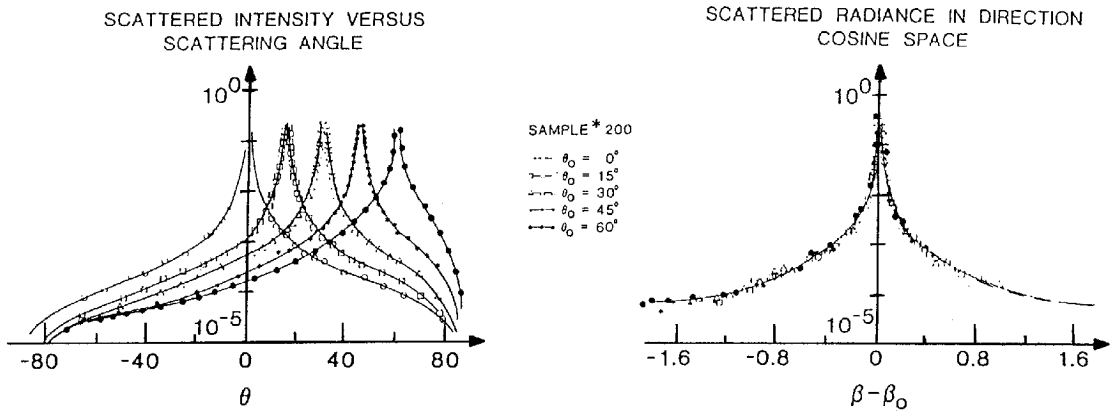 SCATTERED INTENSITY VERSUS
SCATTERING ANGLE
10⁰
10⁻⁵
-80
-40
0
40
80
θ
SAMPLE * 200
θ₀ = 0°
θ₀ = 15°
θ₀ = 30°
θ₀ = 45°
θ₀ = 60°
SCATTERED RADIANCE IN DIRECTION
COSINE SPACE
10⁰
10⁻⁵
-1.6
-0.8
0
0.8
1.6
β-β₀